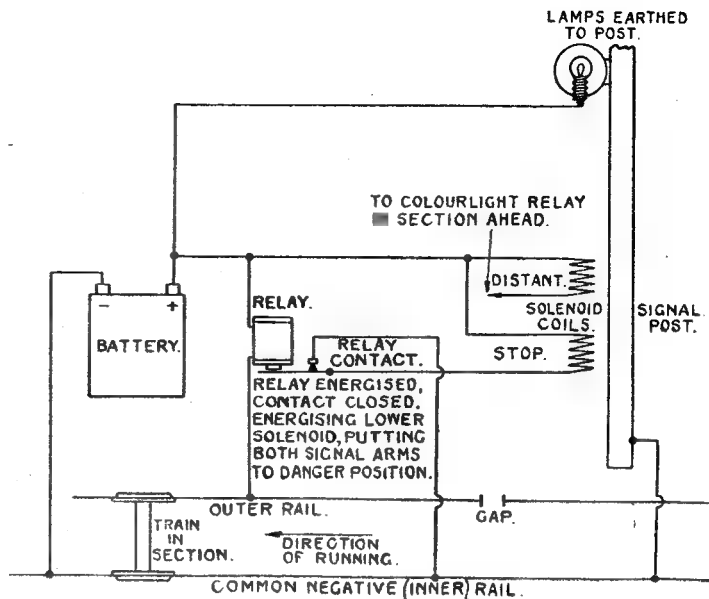 LAMPS EARTHED
TO POST.
TO COLOURLIGHT RELAY
SECTION AHEAD.
DISTANT.
SOLENOID
COILS.
SIGNAL
POST.
STOP.
RELAY.
RELAY
CONTACT.
- +
BATTERY.
RELAY ENERGISED,
CONTACT CLOSED,
ENERGISING LOWER
SOLENOID, PUTTING
BOTH SIGNAL ARMS
TO DANGER POSITION.
OUTER RAIL.
GAP.
TRAIN
IN
SECTION.
DIRECTION
OF RUNNING.
COMMON NEGATIVE (INNER) RAIL.